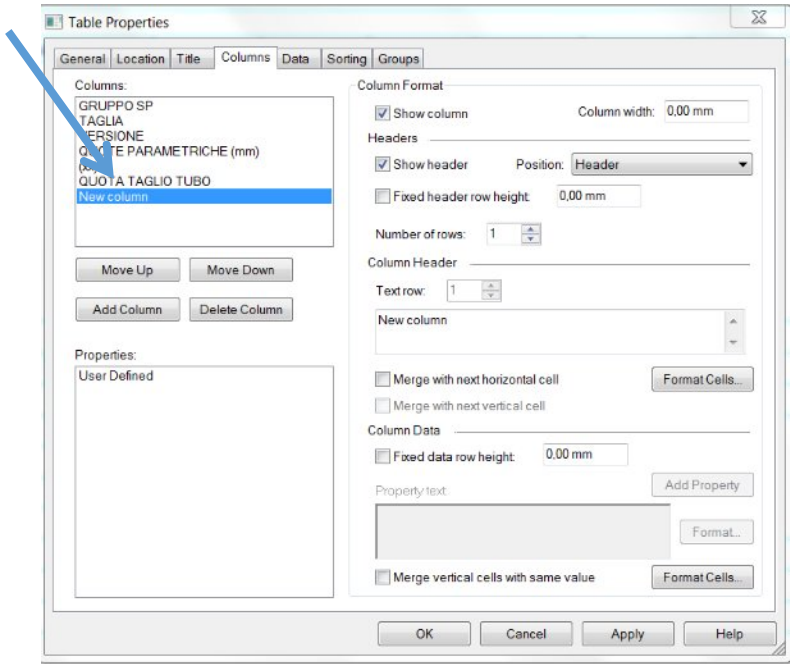 Table Properties
General Location Title Columns Data Sorting Groups
Columns:
GRUPPO SP
TAGLIA
VERSIONE
QUOTE PARAMETRICHE (mm)
QUOTA TAGLIO TUBO
New column
Move Up Move Down
Add Column Delete Column
Properties:
User Defined
Column Format
Show column Column width: 0,00 mm
Headers
Show header Position: Header
Fixed header row height: 0,00 mm
Number of rows: 1
Column Header
Text row: 1
New column
Merge with next horizontal cell Format Cells...
Merge with next vertical cell
Column Data
Fixed data row height: 0,00 mm
Property text: Add Property
Format...
Merge vertical cells with same value Format Cells...
OK Cancel Apply Help